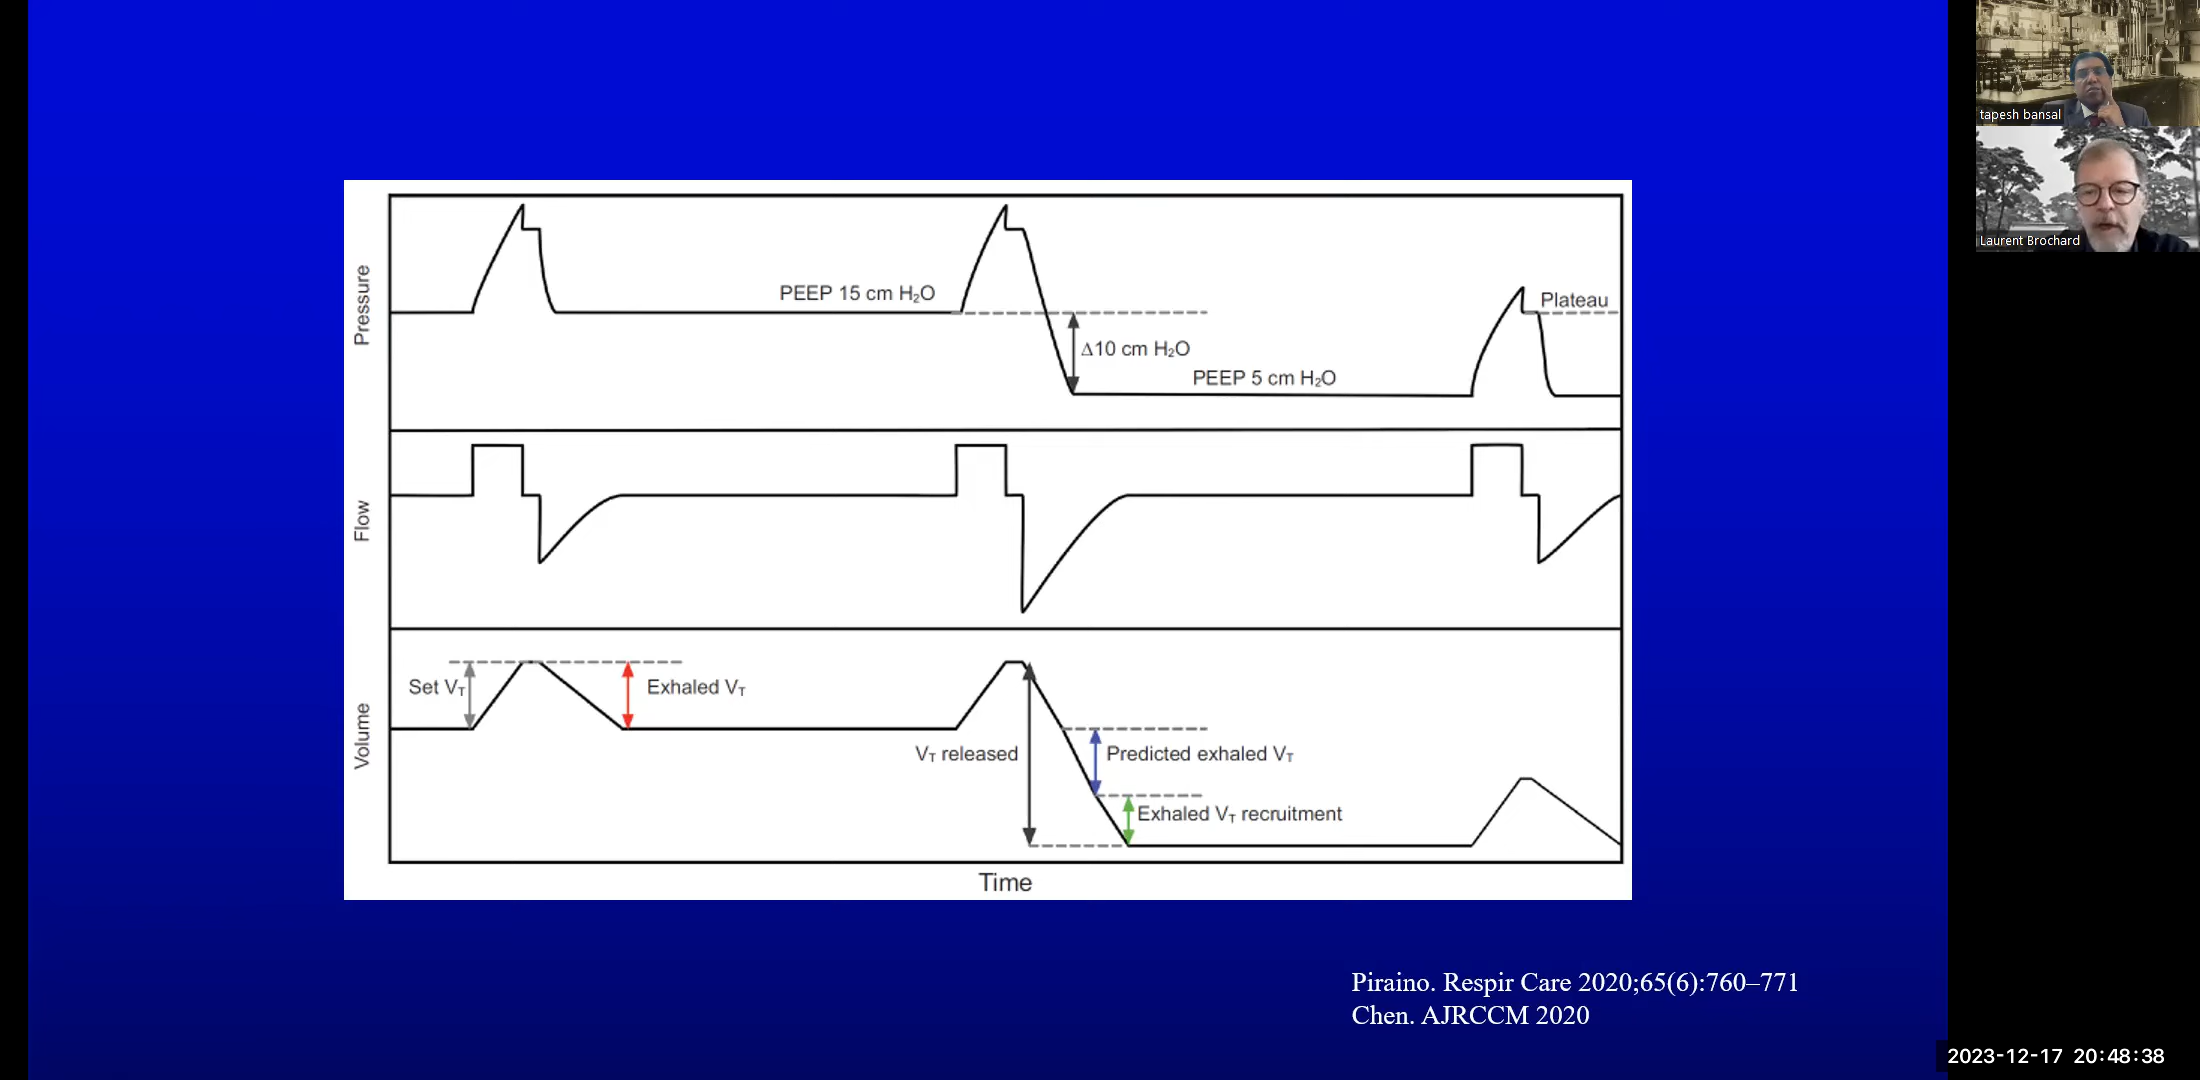 tapesh bansal
Laurent Brochard
Pressure
PEEP 15 cm H₂O
Δ10 cm H₂O
PEEP 5 cm H₂O
Plateau
Flow
Volume
Set V_T
Exhaled V_T
V_T released
Predicted exhaled V_T
Exhaled V_T recruitment
Time
Piraino. Respir Care 2020;65(6):760–771
Chen. AJRCCM 2020
2023-12-17 20:48:38